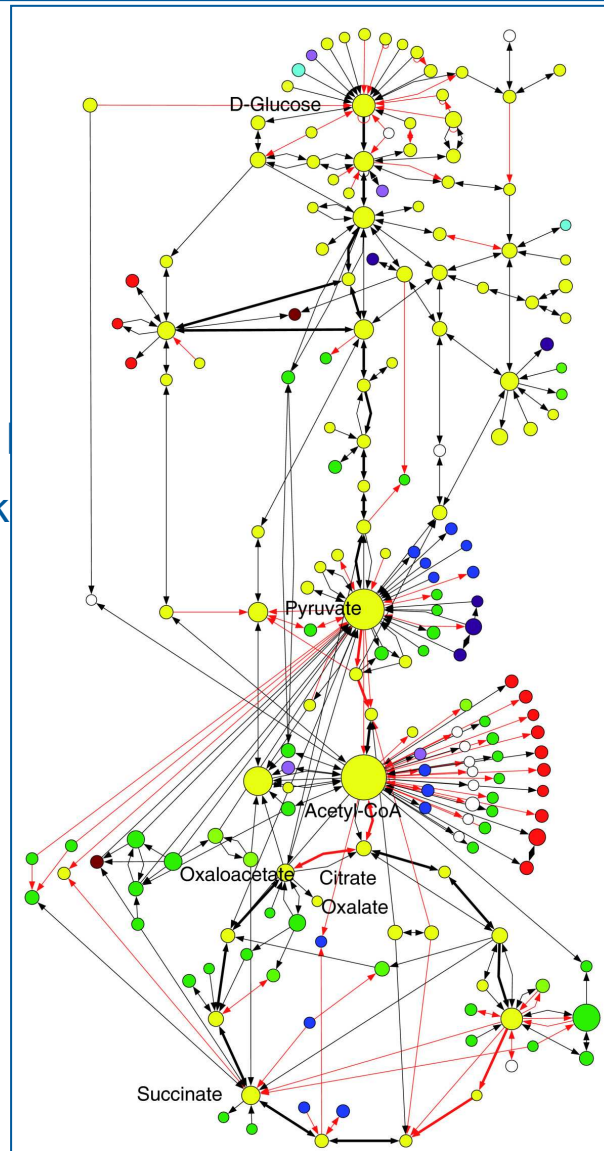 D-Glucose
k
Pyruvate
Acetyl-CoA
Oxaloacetate
Citrate
Oxalate
Succinate